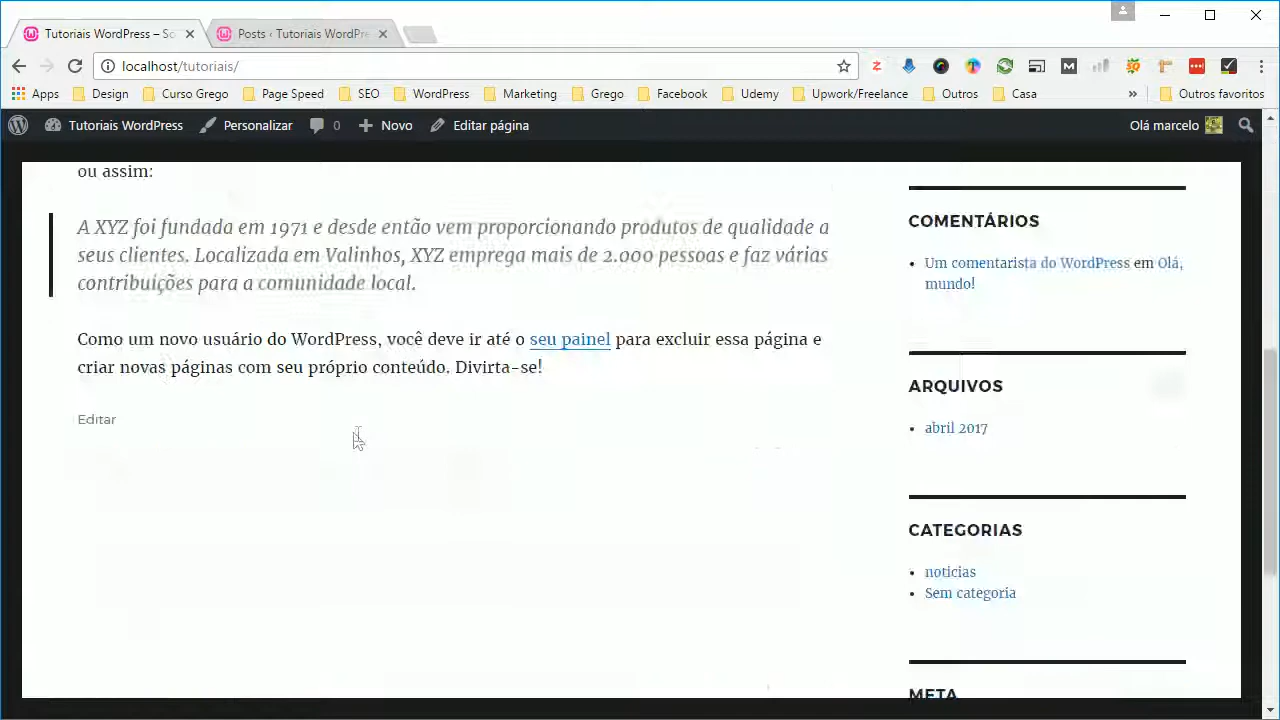 Tutoriais WordPress – So
Posts ‹ Tutoriais WordPre
localhost/tutoriais/
Apps Design Curso Grego Page Speed SEO WordPress Marketing Grego Facebook Udemy Upwork/Freelance Outros Casa » Outros favoritos
Tutoriais WordPress Personalizar 0 Novo Editar página Olá marcelo
ou assim:
A XYZ foi fundada em 1971 e desde então vem proporcionando produtos de qualidade a
seus clientes. Localizada em Valinhos, XYZ emprega mais de 2.000 pessoas e faz várias
contribuições para a comunidade local.
Como um novo usuário do WordPress, você deve ir até o seu painel para excluir essa página e
criar novas páginas com seu próprio conteúdo. Divirta-se!
Editar
COMENTÁRIOS
Um comentarista do WordPress em Olá,
mundo!
ARQUIVOS
abril 2017
CATEGORIAS
noticias
Sem categoria
META